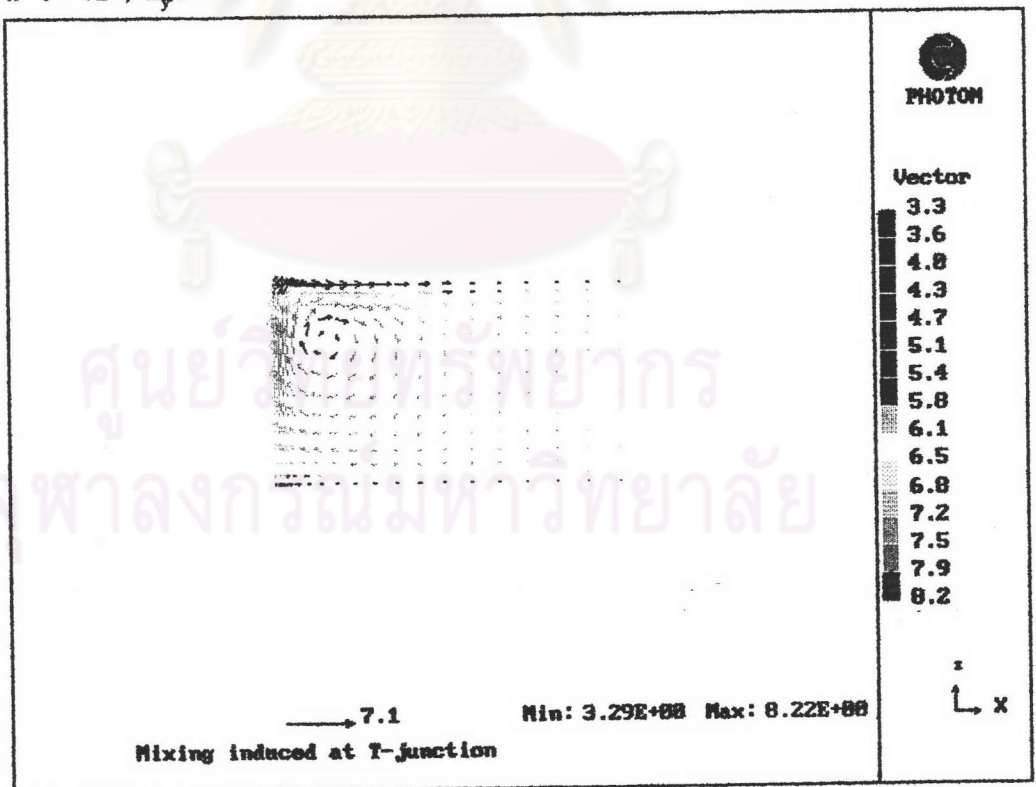 PHOTON
Vector
3.3
3.6
4.0
4.3
4.7
5.1
5.4
5.8
6.1
6.5
6.8
7.2
7.5
7.9
8.2
ศูนย์วิทยทรัพยากร
จุฬาลงกรณ์มหาวิทยาลัย
z
X
7.1
Min: 3.29E+00 Max: 8.22E+00
Mixing induced at T-junction